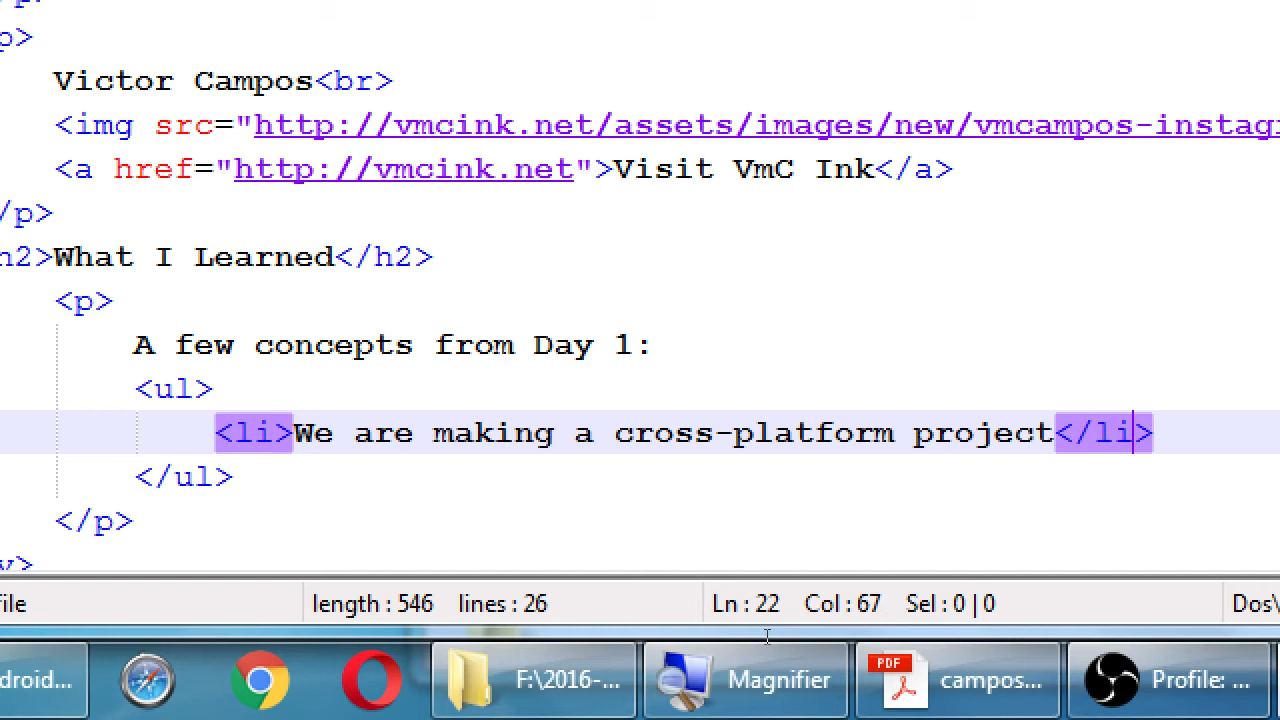 p>
Victor Campos<br>
<img src="http://vmcink.net/assets/images/new/vmcampos-instag
<a href="http://vmcink.net">Visit VmC Ink</a>
/p>
h2>What I Learned</h2>
<p>
A few concepts from Day 1:
<ul>
<li>We are making a cross-platform project</li>
</ul>
</p>
ile length : 546 lines : 26 Ln : 22 Col : 67 Sel : 0 | 0 Dos\
droid... F:\2016-... Magnifier PDF campos... Profile: ...